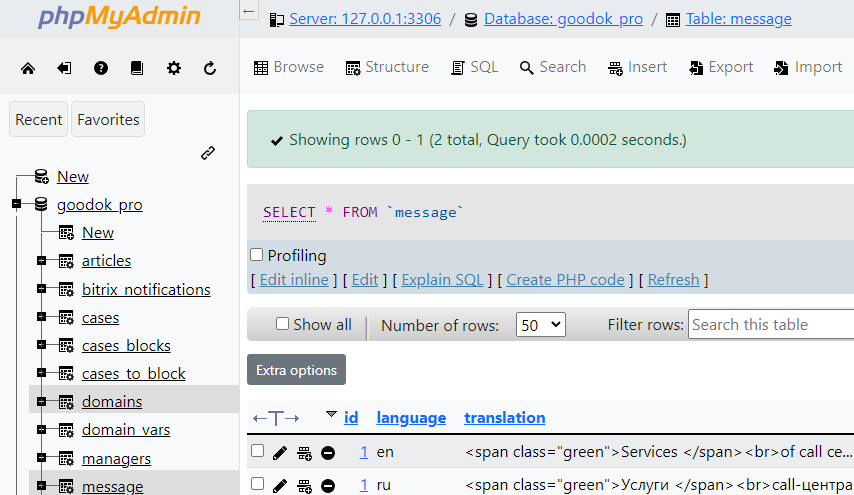 phpMyAdmin
Recent
Favorites
New
goodok_pro
New
articles
bitrix_notifications
cases
cases_blocks
cases_to_block
domains
domain_vars
managers
message
←
Server: 127.0.0.1:3306 / Database: goodok_pro / Table: message
Browse Structure SQL Search Insert Export Import
Showing rows 0 - 1 (2 total, Query took 0.0002 seconds.)
SELECT * FROM `message`
Profiling
[ Edit inline ] [ Edit ] [ Explain SQL ] [ Create PHP code ] [ Refresh ]
Show all Number of rows: 50 Filter rows: Search this table
Extra options
←T→ id language translation
1 en <span class="green">Services </span><br>of call ce...
1 ru <span class="green">Услуги </span><br>call-центра